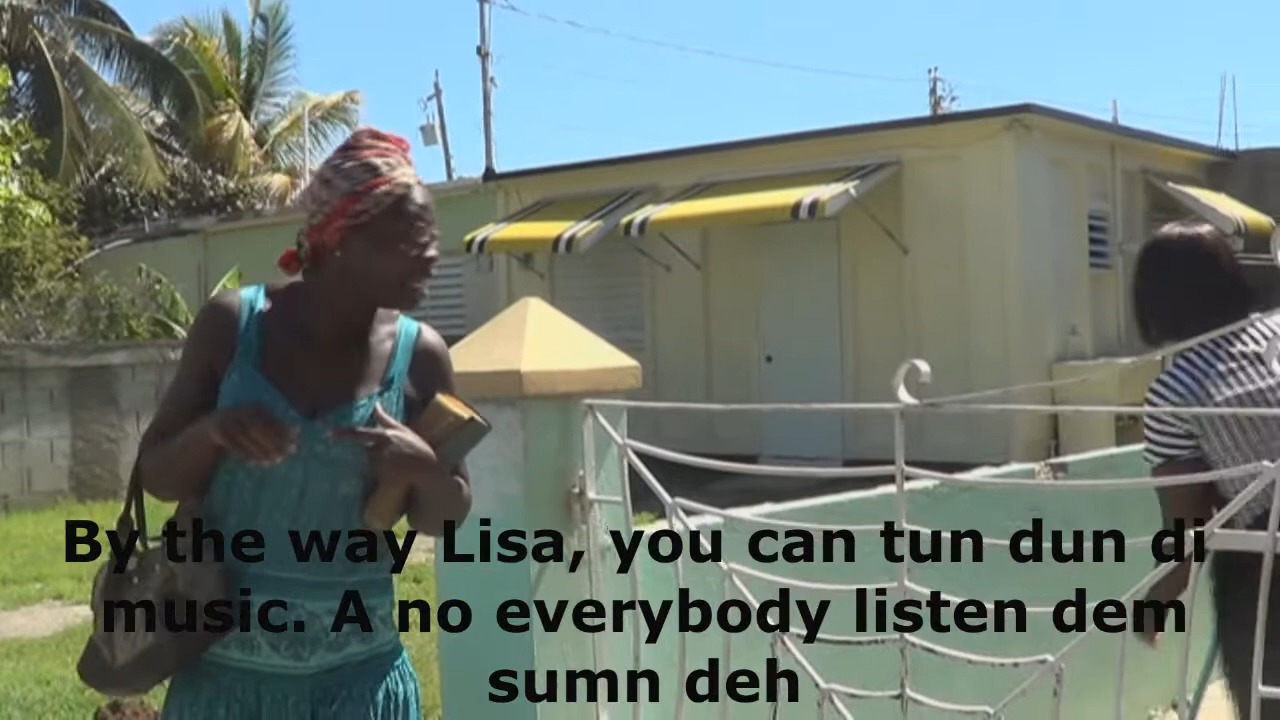 By the way Lisa, you can tun dun di
music. A no everybody listen dem
sumn deh